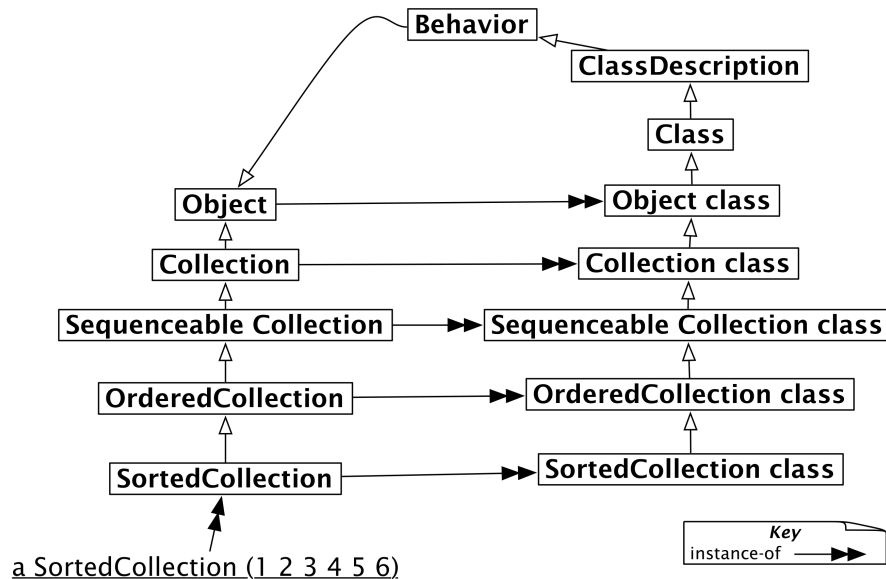 Behavior
ClassDescription
Class
Object
Object class
Collection
Collection class
Sequenceable Collection
Sequenceable Collection class
OrderedCollection
OrderedCollection class
SortedCollection
SortedCollection class
a SortedCollection (1 2 3 4 5 6)
Key
instance-of